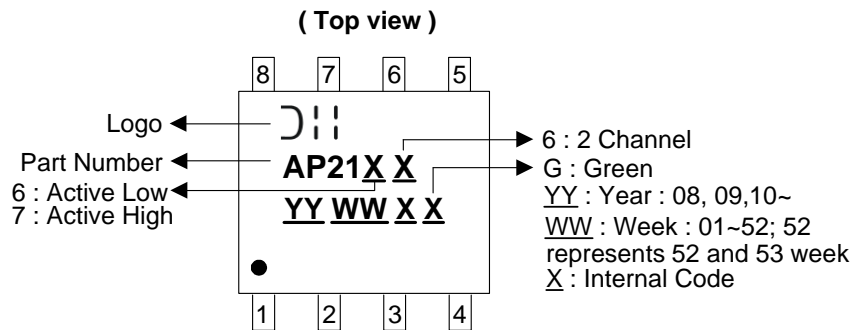 ( Top view )
8 7 6 5
Logo
Part Number
6 : Active Low
7 : Active High
AP21X X
YY WW X X
6 : 2 Channel
G : Green
YY : Year : 08, 09,10~
WW : Week : 01~52; 52
represents 52 and 53 week
X : Internal Code
1 2 3 4